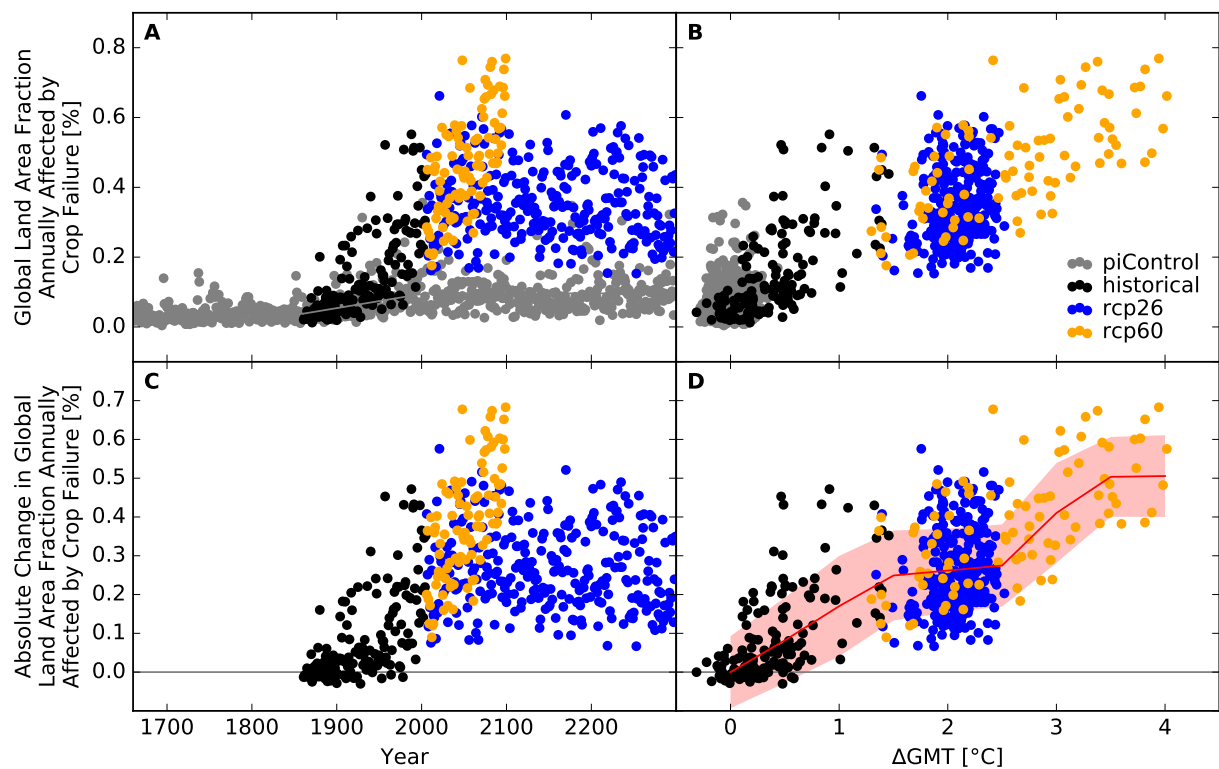 Global Land Area Fraction
Annually Affected by
Crop Failure [%]
0.8
0.6
0.4
0.2
0.0
A
B
piControl
historical
rcp26
rcp60
Absolute Change in Global
Land Area Fraction Annually
Affected by Crop Failure [%]
0.7
0.6
0.5
0.4
0.3
0.2
0.1
0.0
C
D
1700 1800 1900 2000 2100 2200
0 1 2 3 4
Year
ΔGMT [°C]